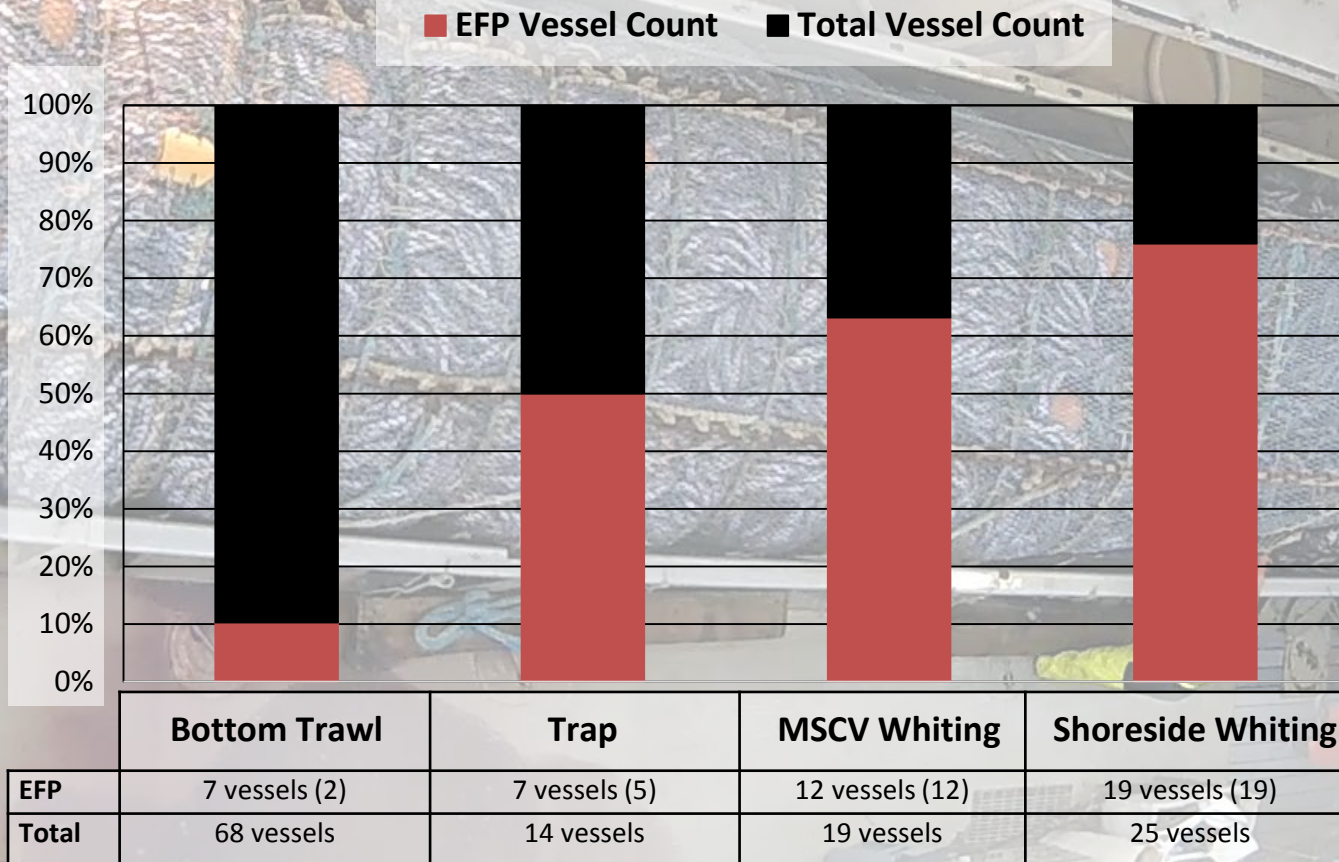 EFP Vessel Count Total Vessel Count
100%
90%
80%
70%
60%
50%
40%
30%
20%
10%
0%
Bottom Trawl Trap MSCV Whiting Shoreside Whiting
EFP 7 vessels (2) 7 vessels (5) 12 vessels (12) 19 vessels (19)
Total 68 vessels 14 vessels 19 vessels 25 vessels